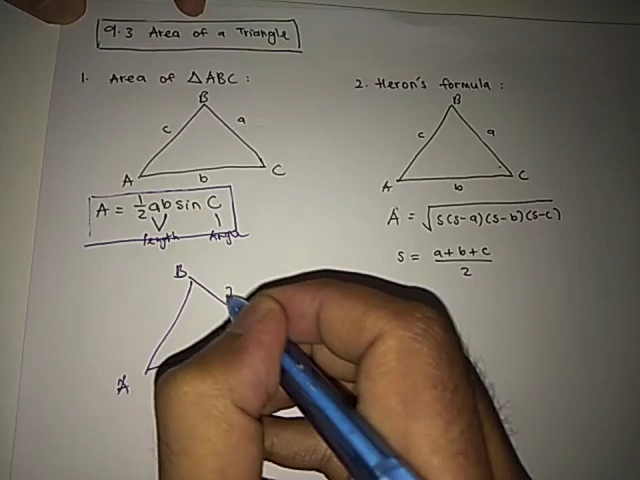 9.3 Area of a Triangle
1. Area of △ABC :
B
c a
A b C
A = 1/2 ab sin C
length Angle
B
A
2. Heron's formula :
B
c a
A b C
A = √s(s-a)(s-b)(s-c)
s = a+b+c/2